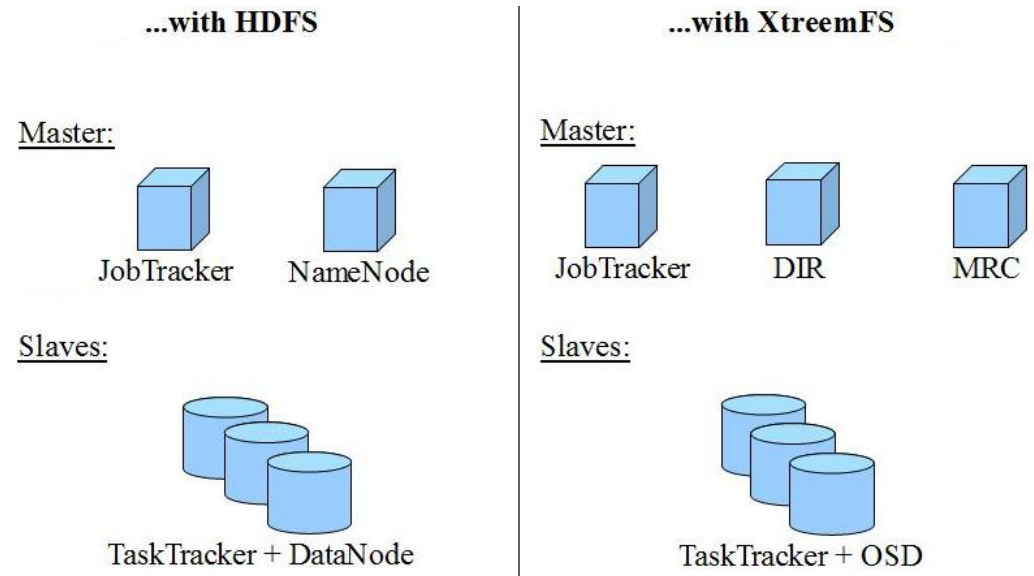 ...with HDFS
Master:
JobTracker
NameNode
Slaves:
TaskTracker + DataNode
...with XtreemFS
Master:
JobTracker
DIR
MRC
Slaves:
TaskTracker + OSD